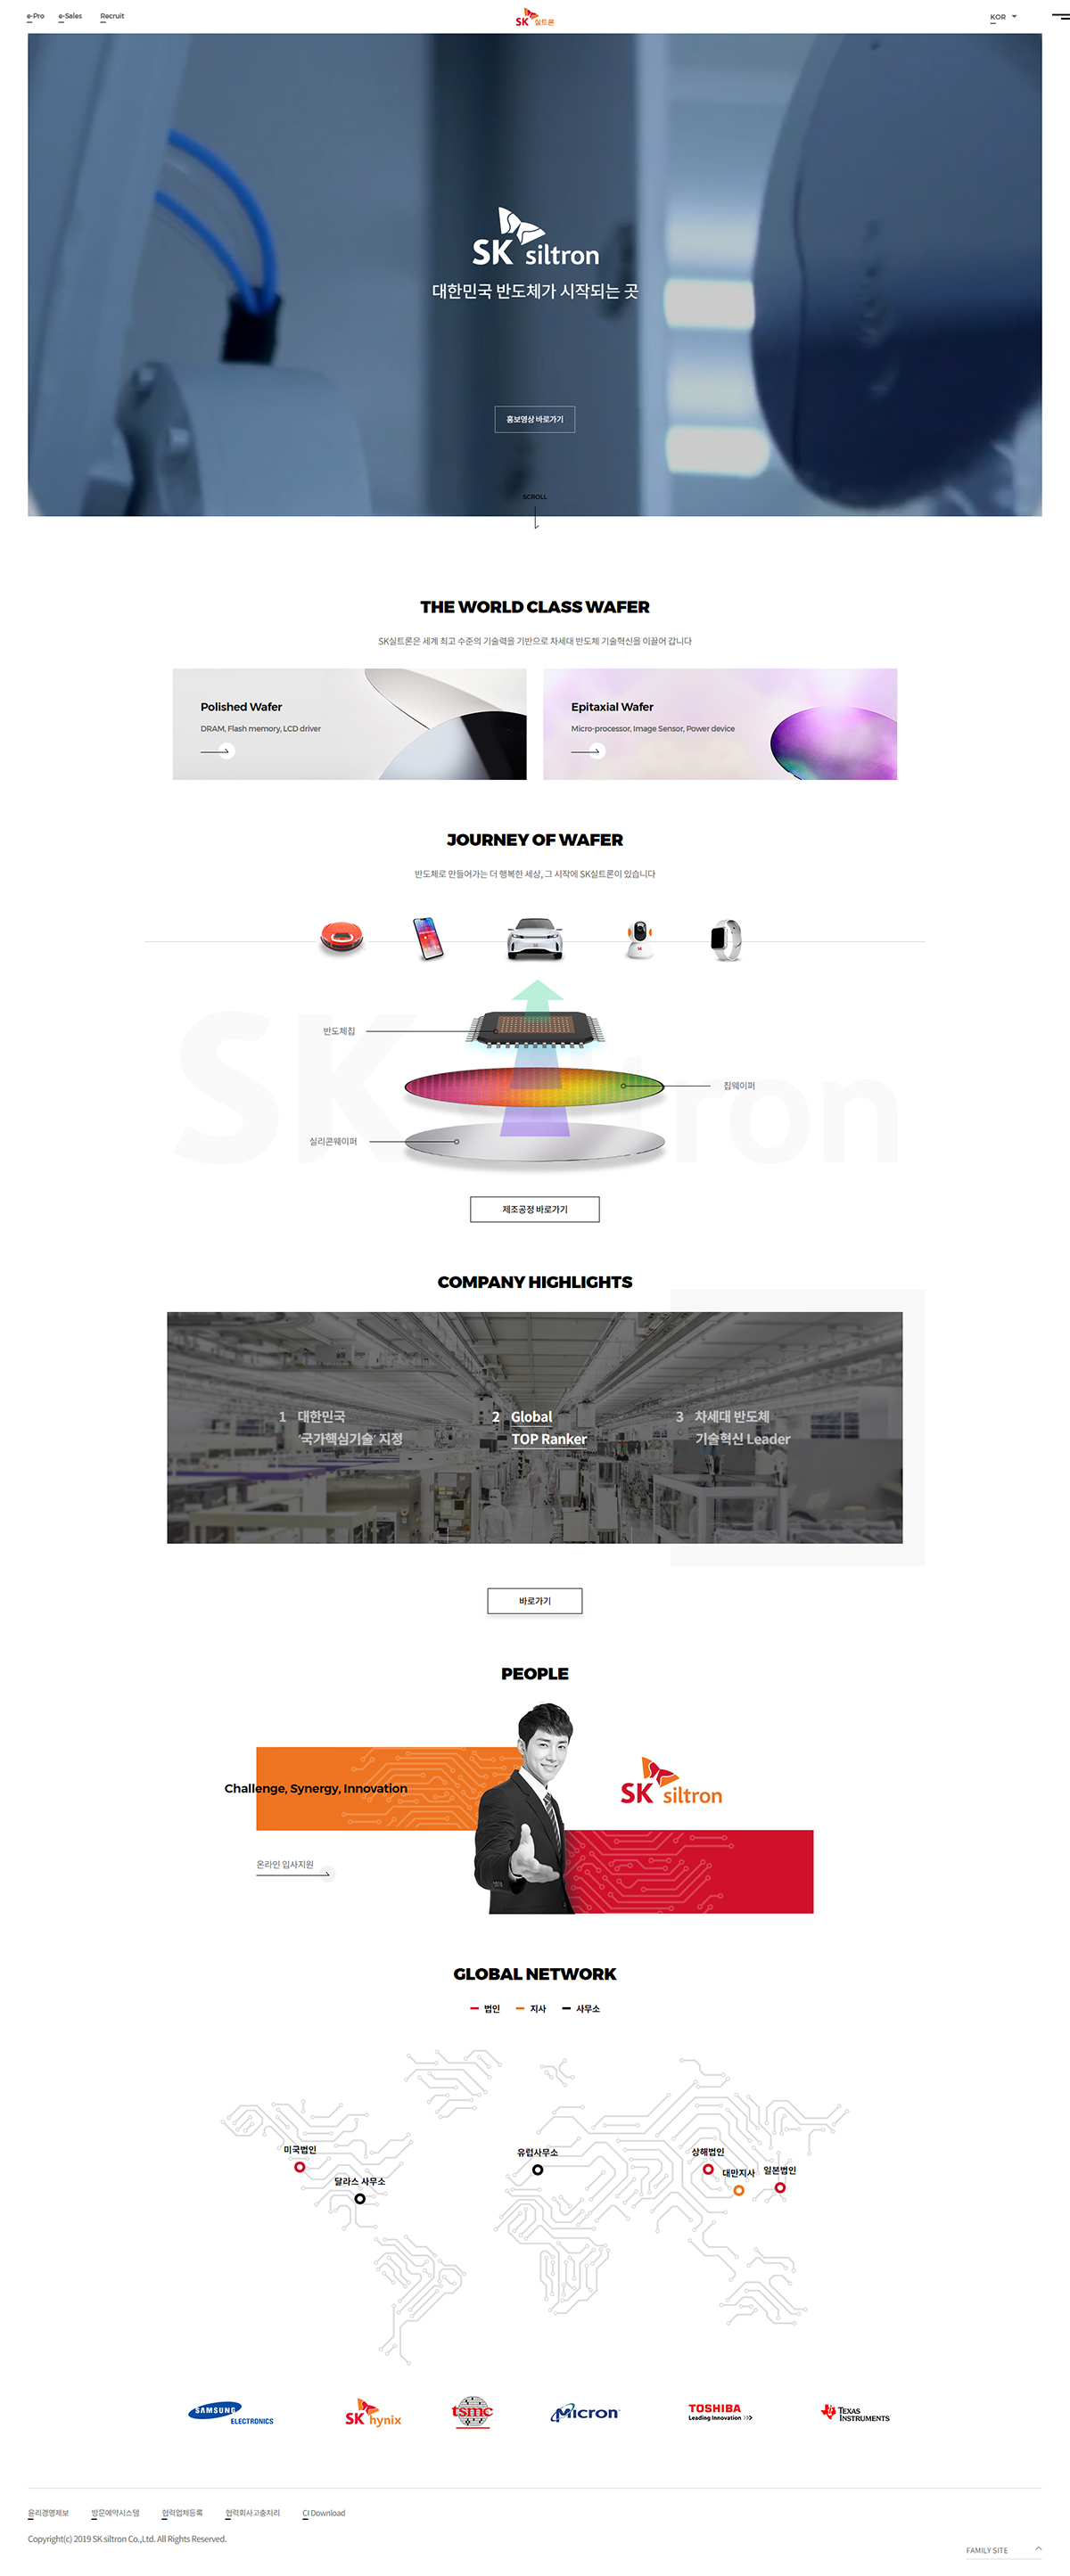 e-Pro e-Sales Recruit
SK 실트론
KOR
SK siltron
대한민국 반도체가 시작되는 곳
홍보영상 바로가기
SCROLL
THE WORLD CLASS WAFER
SK실트론은 세계 최고 수준의 기술력을 기반으로 차세대 반도체 기술혁신을 이끌어 갑니다
Polished Wafer
DRAM, Flash memory, LCD driver
Epitaxial Wafer
Micro-processor, Image Sensor, Power device
JOURNEY OF WAFER
반도체로 만들어가는 더 행복한 세상, 그 시작에 SK실트론이 있습니다
반도체칩
칩웨이퍼
실리콘웨이퍼
제조공정 바로가기
COMPANY HIGHLIGHTS
1 대한민국
'국가핵심기술' 지정
2 Global
TOP Ranker
3 차세대 반도체
기술혁신 Leader
바로가기
PEOPLE
Challenge, Synergy, Innovation
SK siltron
온라인 입사지원
GLOBAL NETWORK
법인 지사 사무소
미국법인
달라스 사무소
유럽사무소
상해법인
대만지사
일본법인
SAMSUNG
ELECTRONICS
SK hynix
tsmc
Micron
TOSHIBA
Leading Innovation >>>
TEXAS
INSTRUMENTS
윤리경영제보 방문예약시스템 협력업체등록 협력회사고충처리 CI Download
Copyright(c) 2019 SK siltron Co.,Ltd. All Rights Reserved.
FAMILY SITE